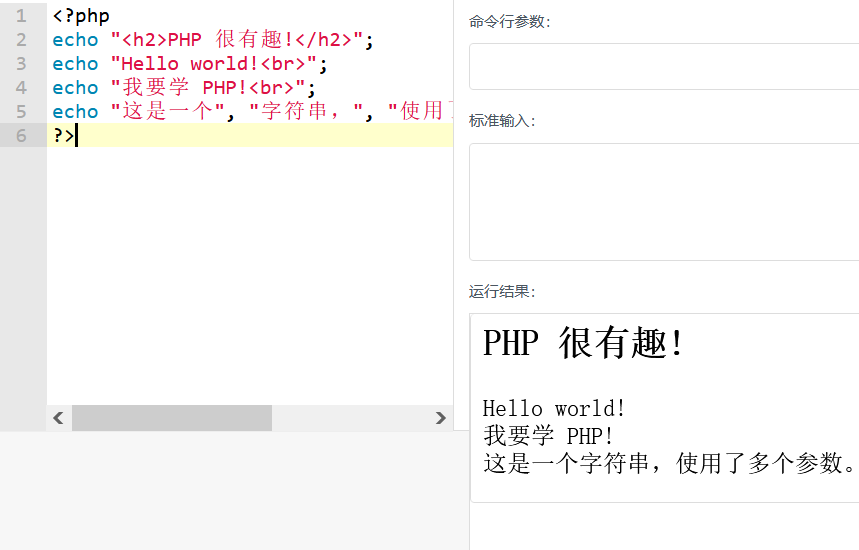 1 <?php
2 echo "<h2>PHP 很有趣!</h2>";
3 echo "Hello world!<br>";
4 echo "我要学 PHP!<br>";
5 echo "这是一个", "字符串，", "使用了
6 ?>
命令行参数:
标准输入:
运行结果:
PHP 很有趣!
Hello world!
我要学 PHP!
这是一个字符串，使用了多个参数。